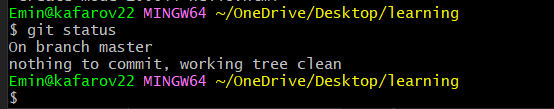 Emin@kafarov22 MINGW64 ~/OneDrive/Desktop/learning
$ git status
On branch master
nothing to commit, working tree clean
Emin@kafarov22 MINGW64 ~/OneDrive/Desktop/learning
$